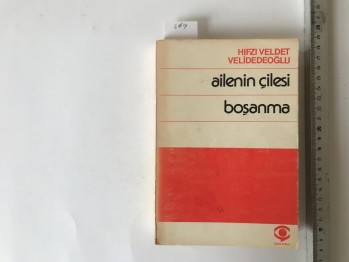 HIFZI VELDET
VELİDEDEOĞLU
ailenin çilesi
boşanma